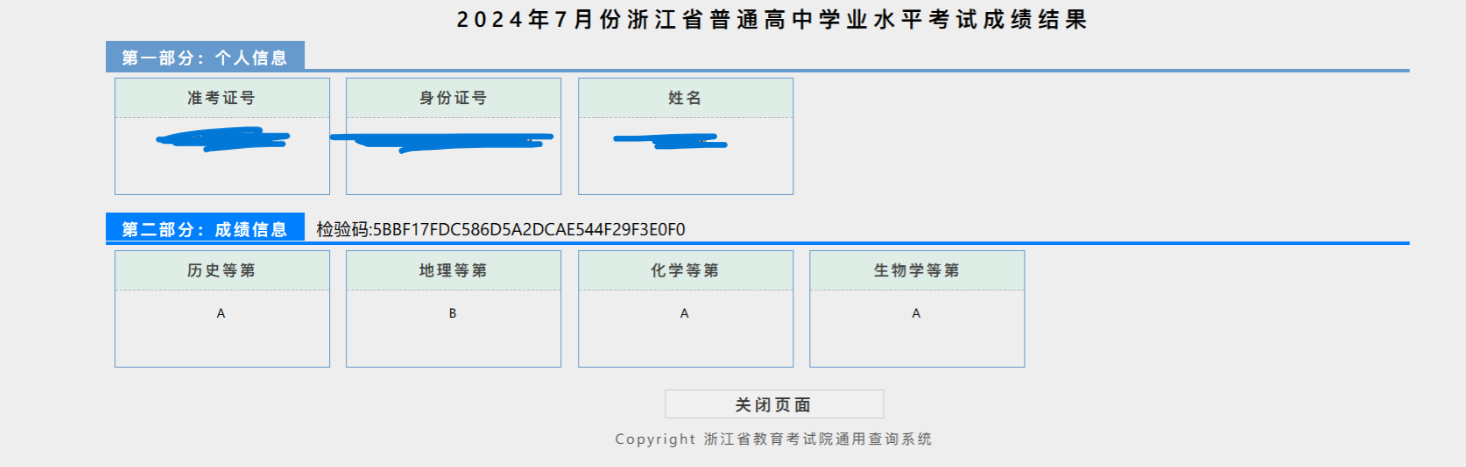 2024年7月份浙江省普通高中学业水平考试成绩结果
第一部分：个人信息
准考证号 身份证号 姓名
第二部分：成绩信息 检验码:5BBF17FDC586D5A2DCAE544F29F3E0F0
历史等第 地理等第 化学等第 生物学等第
A B A A
关闭页面
Copyright 浙江省教育考试院通用查询系统